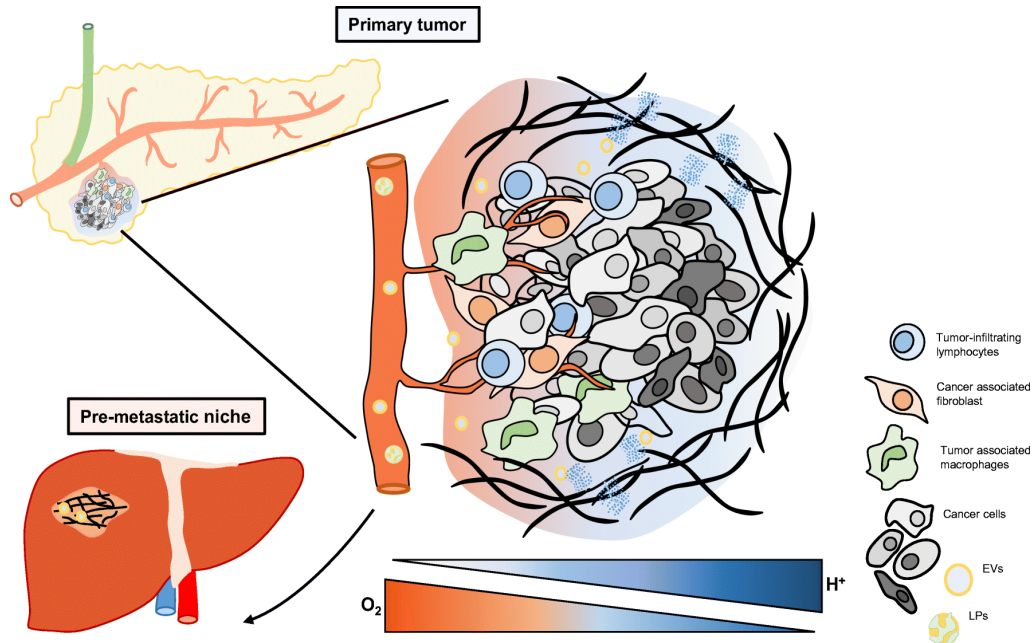 Primary tumor
Pre-metastatic niche
Tumor-infiltrating
lymphocytes
Cancer associated
fibroblast
Tumor associated
macrophages
Cancer cells
EVs
LPs
H⁺
O₂